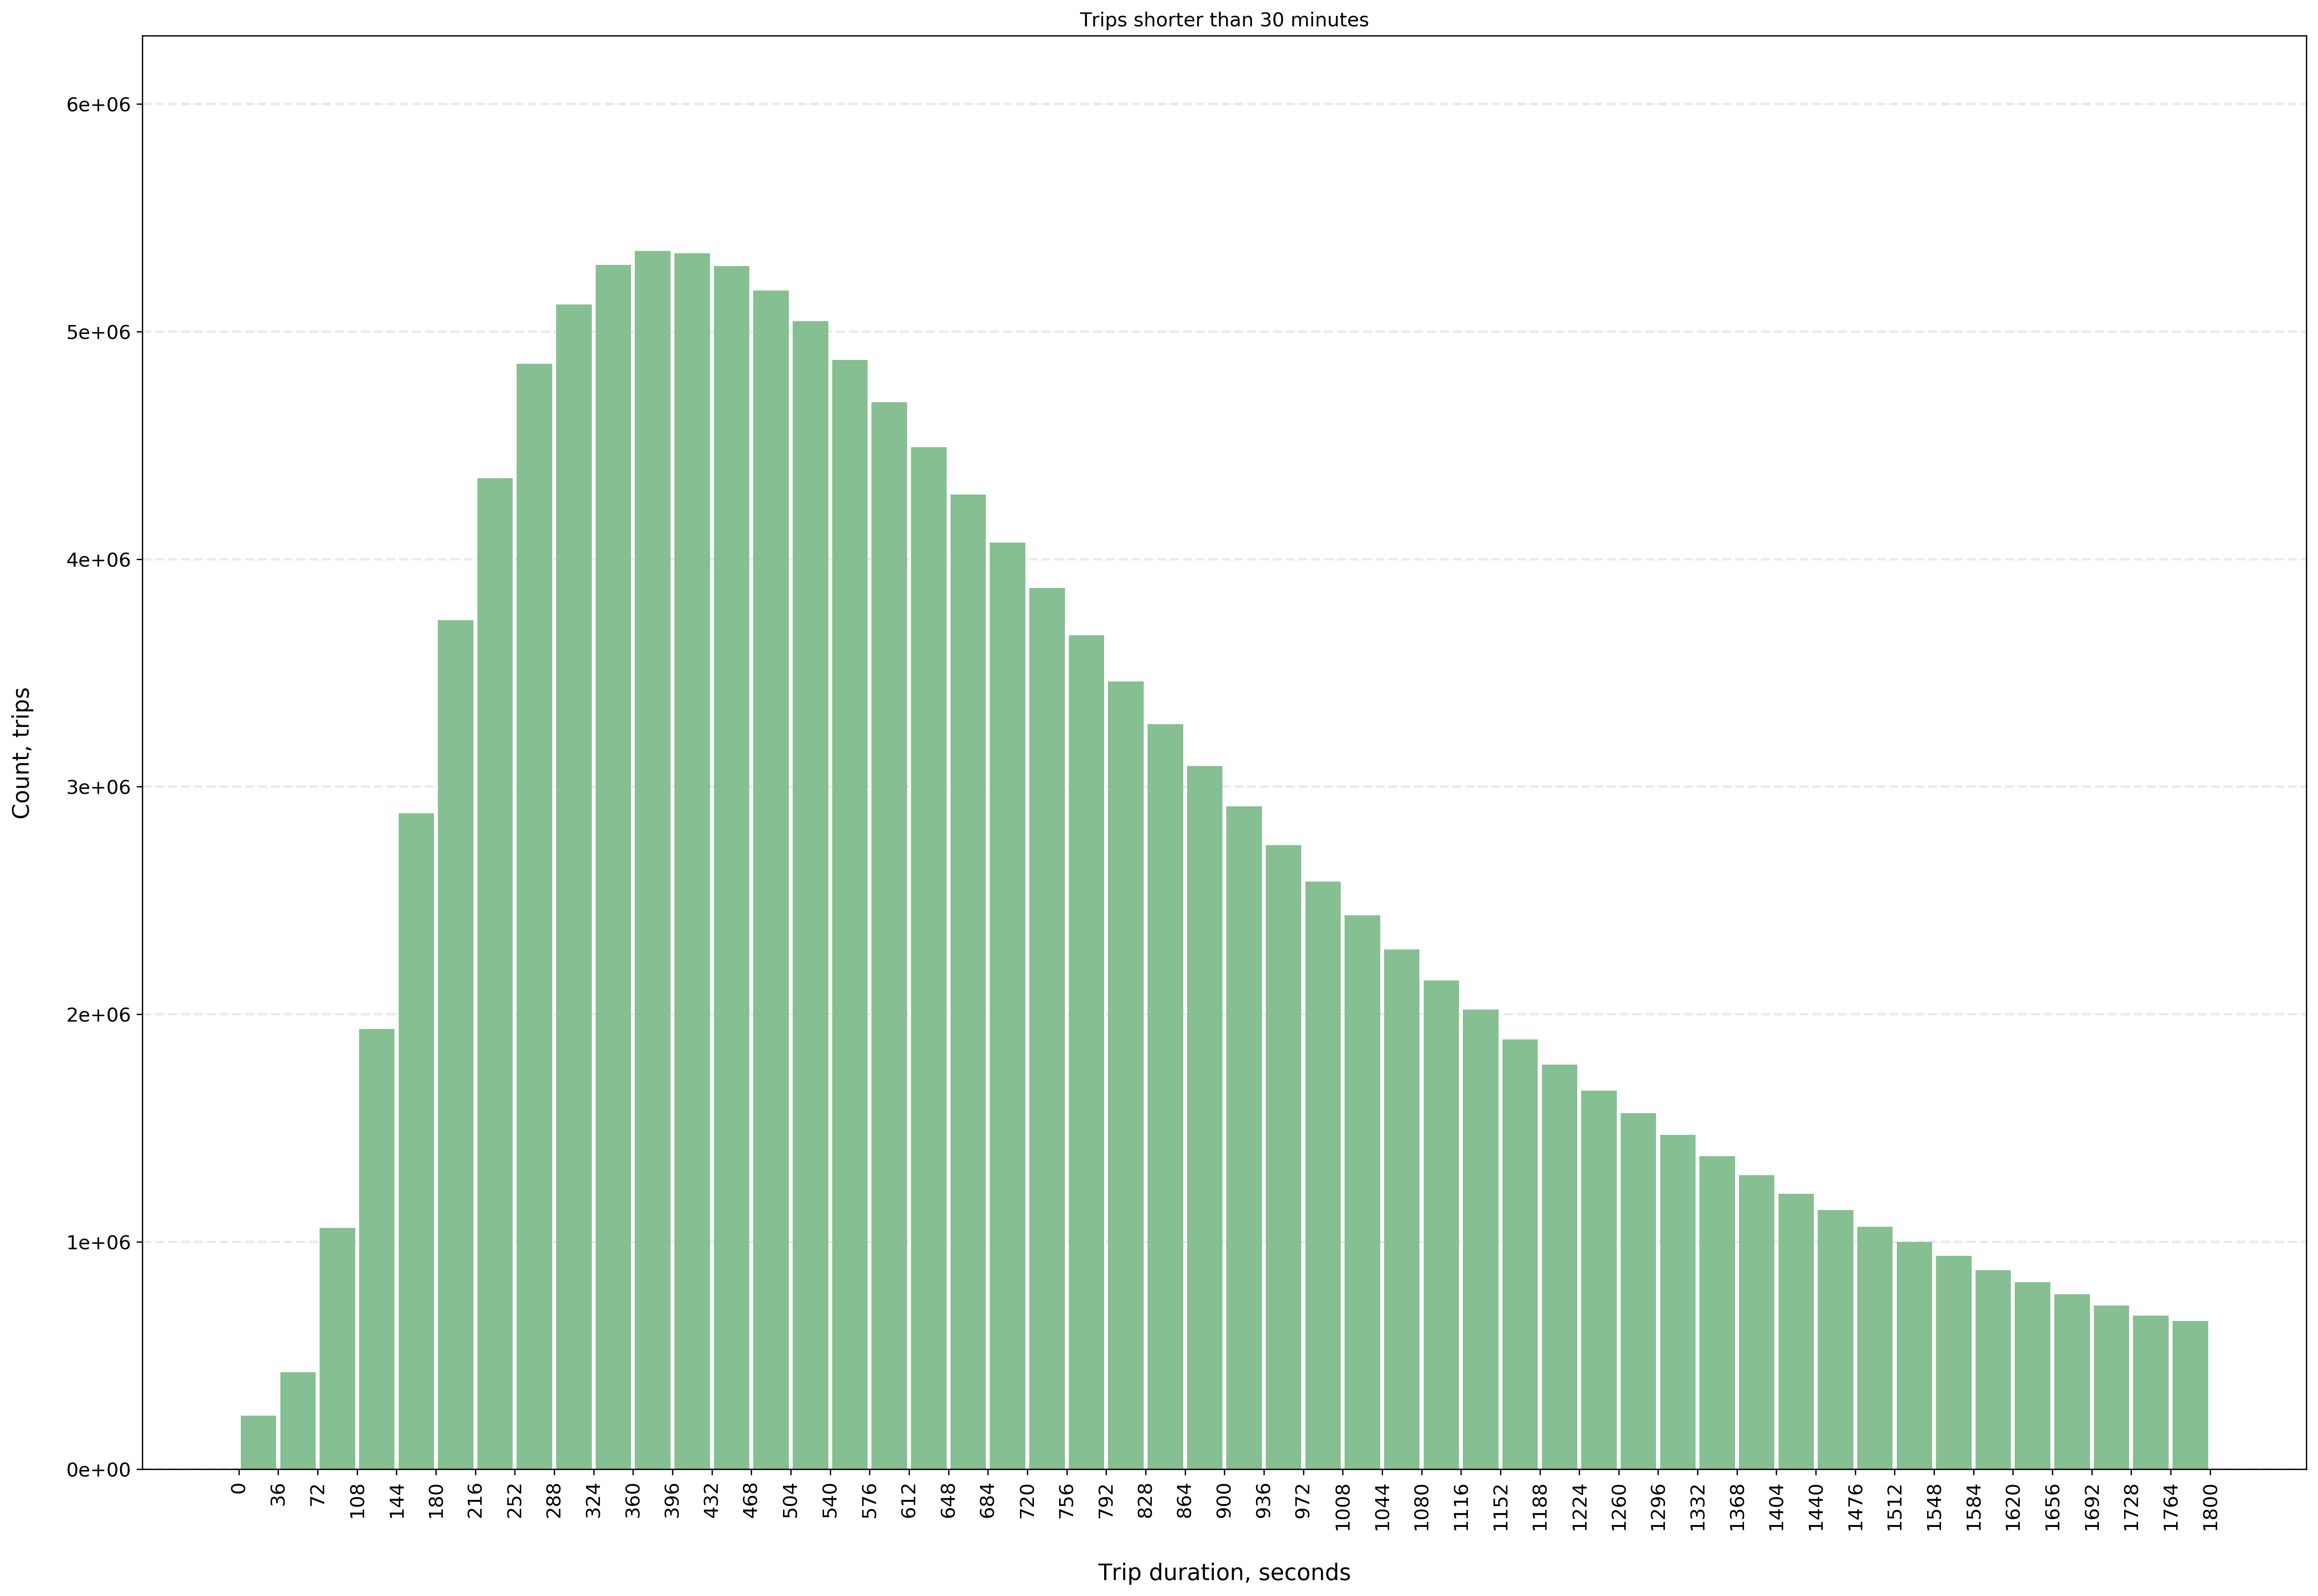 Trips shorter than 30 minutes
6e+06
5e+06
4e+06
3e+06
2e+06
1e+06
0e+00
Count, trips
0 36 72 108 144 180 216 252 288 324 360 396 432 468 504 540 576 612 648 684 720 756 792 828 864 900 936 972 1008 1044 1080 1116 1152 1188 1224 1260 1296 1332 1368 1404 1440 1476 1512 1548 1584 1620 1656 1692 1728 1764 1800
Trip duration, seconds